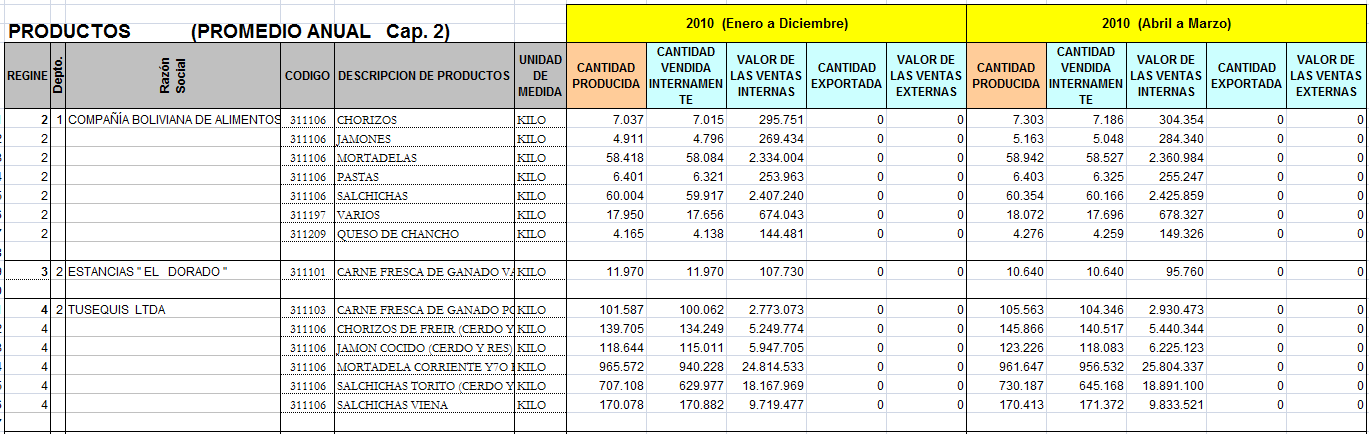 PRODUCTOS (PROMEDIO ANUAL Cap. 2) 2010 (Enero a Diciembre) 2010 (Abril a Marzo)
REGINE Depto. Razón Social CODIGO DESCRIPCION DE PRODUCTOS UNIDAD DE MEDIDA CANTIDAD PRODUCIDA CANTIDAD VENDIDA INTERNAMENTE VALOR DE LAS VENTAS INTERNAS CANTIDAD EXPORTADA VALOR DE LAS VENTAS EXTERNAS CANTIDAD PRODUCIDA CANTIDAD VENDIDA INTERNAMENTE VALOR DE LAS VENTAS INTERNAS CANTIDAD EXPORTADA VALOR DE LAS VENTAS EXTERNAS
2 1 COMPAÑÍA BOLIVIANA DE ALIMENTOS 311106 CHORIZOS KILO 7.037 7.015 295.751 0 0 7.303 7.186 304.354 0 0
2 311106 JAMONES KILO 4.911 4.796 269.434 0 0 5.163 5.048 284.340 0 0
2 311106 MORTADELAS KILO 58.418 58.084 2.334.004 0 0 58.942 58.527 2.360.984 0 0
2 311106 PASTAS KILO 6.401 6.321 253.963 0 0 6.403 6.325 255.247 0 0
2 311106 SALCHICHAS KILO 60.004 59.917 2.407.240 0 0 60.354 60.166 2.425.859 0 0
2 311197 VARIOS KILO 17.950 17.656 674.043 0 0 18.072 17.696 678.327 0 0
2 311209 QUESO DE CHANCHO KILO 4.165 4.138 144.481 0 0 4.276 4.259 149.326 0 0
3 2 ESTANCIAS " EL DORADO " 311101 CARNE FRESCA DE GANADO VA KILO 11.970 11.970 107.730 0 0 10.640 10.640 95.760 0 0
4 2 TUSEQUIS LTDA 311103 CARNE FRESCA DE GANADO PO KILO 101.587 100.062 2.773.073 0 0 105.563 104.346 2.930.473 0 0
4 311106 CHORIZOS DE FREIR (CERDO Y KILO 139.705 134.249 5.249.774 0 0 145.866 140.517 5.440.344 0 0
4 311106 JAMON COCIDO (CERDO Y RES) KILO 118.644 115.011 5.947.705 0 0 123.226 118.083 6.225.123 0 0
4 311106 MORTADELA CORRIENTE Y7O KILO 965.572 940.228 24.814.533 0 0 961.647 956.532 25.804.337 0 0
4 311106 SALCHICHAS TORITO (CERDO Y KILO 707.108 629.977 18.167.969 0 0 730.187 645.168 18.891.100 0 0
4 311106 SALCHICHAS VIENA KILO 170.078 170.882 9.719.477 0 0 170.413 171.372 9.833.521 0 0